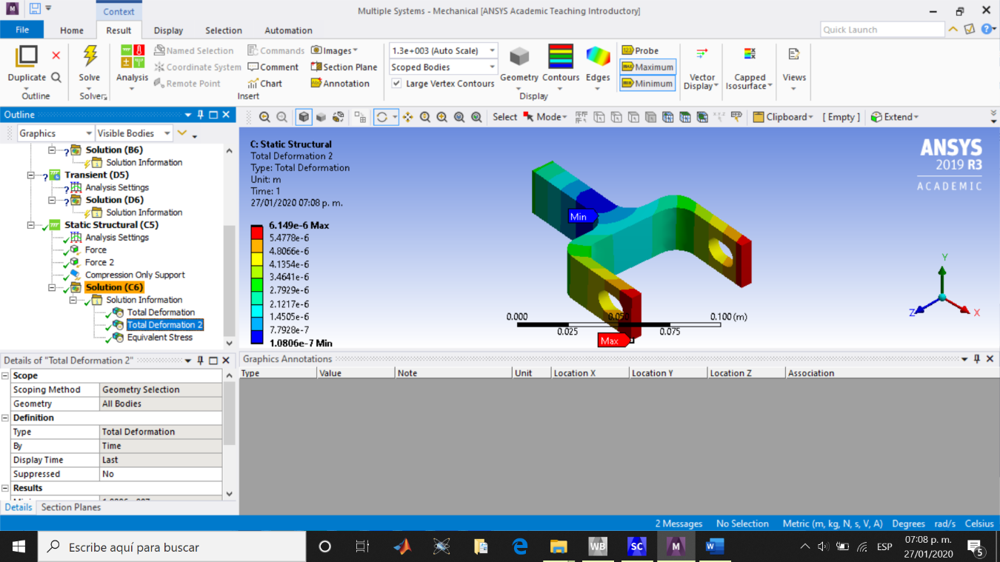 Context
Multiple Systems - Mechanical [ANSYS Academic Teaching Introductory]
File Home Result Display Selection Automation
Quick Launch
Duplicate
Outline
Solve
Solver
Analysis
Named Selection
Coordinate System
Remote Point
Commands
Comment
Chart
Images
Section Plane
Annotation
Insert
1.3e+003 (Auto Scale)
Scoped Bodies
Large Vertex Contours
Geometry
Contours
Edges
Display
Probe
Maximum
Minimum
Vector
Display
Capped
Isosurface
Views
Outline
Graphics
Visible Bodies
Select
Mode
Clipboard
[ Empty ]
Extend
Solution (B6)
Solution Information
Transient (D5)
Analysis Settings
Solution (D6)
Solution Information
Static Structural (C5)
Analysis Settings
Force
Force 2
Compression Only Support
Solution (C6)
Solution Information
Total Deformation
Total Deformation 2
Equivalent Stress
C: Static Structural
Total Deformation 2
Type: Total Deformation
Unit: m
Time: 1
27/01/2020 07:08 p. m.
6.149e-6 Max
5.4778e-6
4.8066e-6
4.1354e-6
3.4641e-6
2.7929e-6
2.1217e-6
1.4505e-6
7.7928e-7
1.0806e-7 Min
Min
Max
0.000
0.025
0.050
0.075
0.100 (m)
ANSYS
2019 R3
ACADEMIC
Y
Z
X
Details of "Total Deformation 2"
Scope
Scoping Method Geometry Selection
Geometry All Bodies
Definition
Type Total Deformation
By Time
Display Time Last
Suppressed No
Results
Details Section Planes
Graphics Annotations
Type Value Note Unit Location X Location Y Location Z Association
2 Messages No Selection Metric (m, kg, N, s, V, A) Degrees rad/s Celsius
Escribe aquí para buscar
WB
SC
M
W
ESP
07:08 p. m.
27/01/2020
5